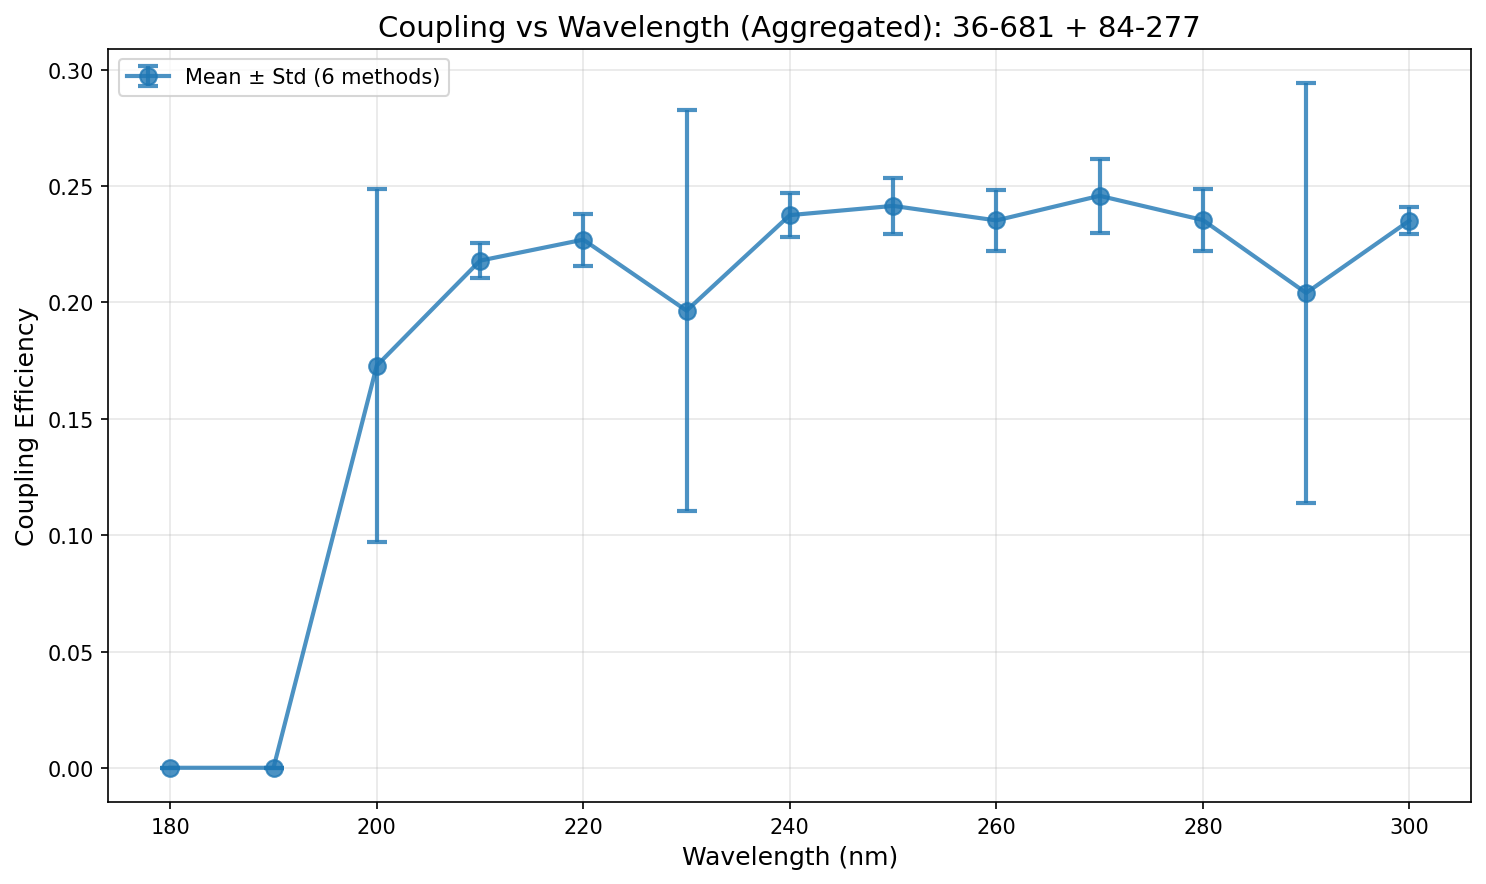 Coupling vs Wavelength (Aggregated): 36-681 + 84-277
Mean ± Std (6 methods)
0.30
0.25
0.20
0.15
0.10
0.05
0.00
Coupling Efficiency
180 200 220 240 260 280 300
Wavelength (nm)